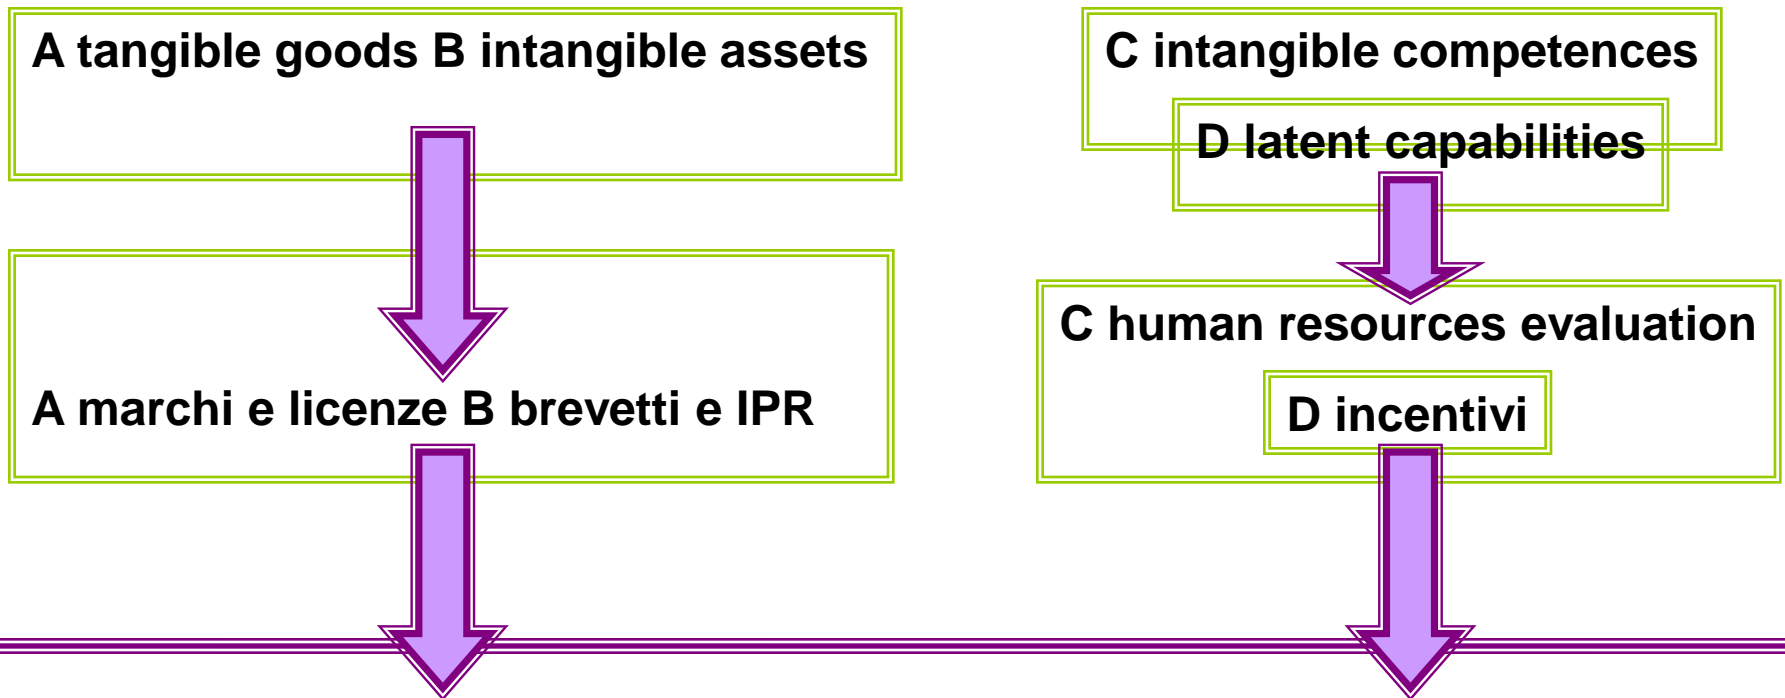 A tangible goods B intangible assets
C intangible competences
D latent capabilities
C human resources evaluation
A marchi e licenze B brevetti e IPR
D incentivi